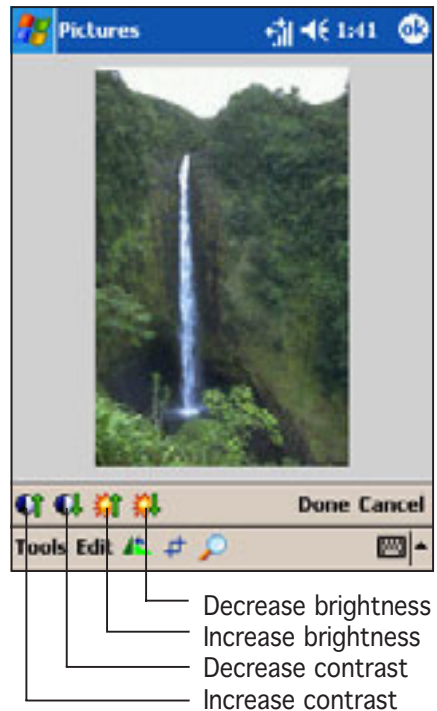 Pictures 1:41 ok
Done Cancel
Tools Edit
Decrease brightness
Increase brightness
Decrease contrast
Increase contrast